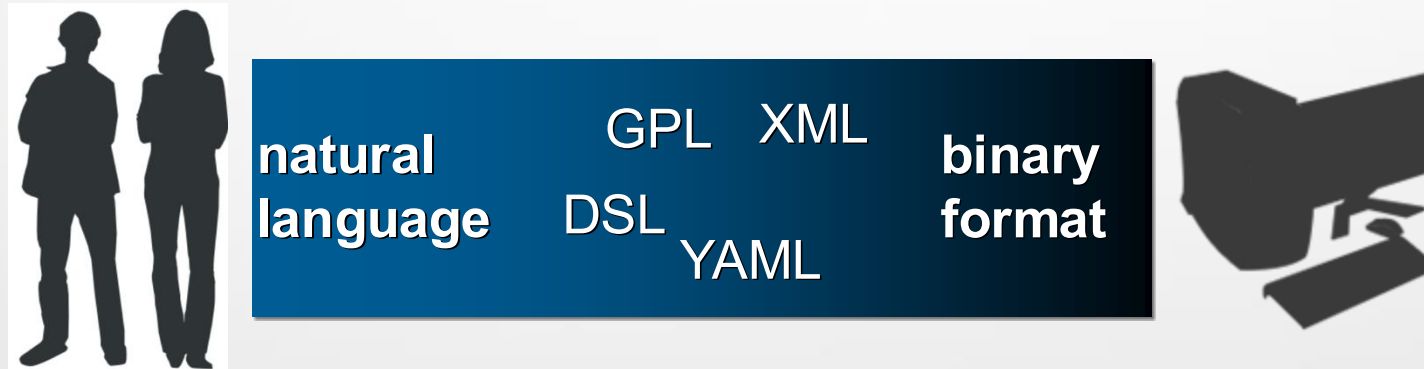 natural
language
GPL
XML
DSL
YAML
binary
format